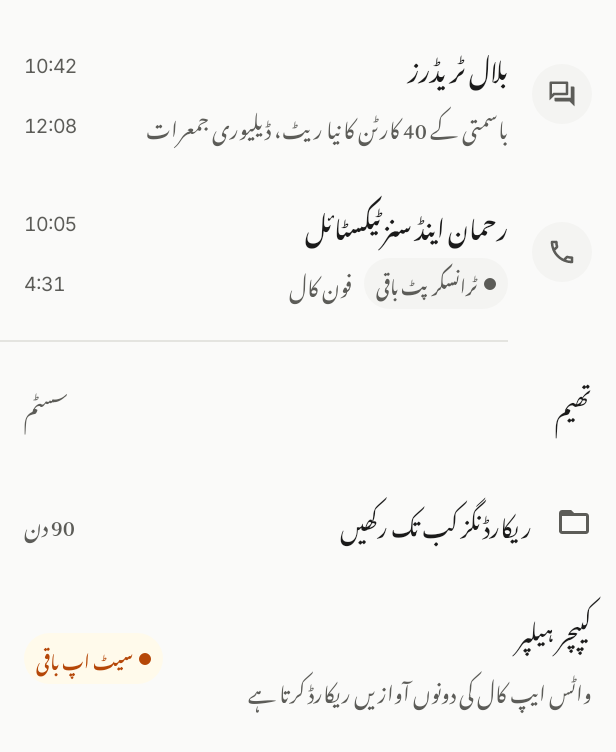 بلال ٹریڈرز 10:42
باسمتی کے 40 کارٹن کا نیا ریٹ، ڈیلیوری جمعرات 12:08
رحمان اینڈ سنز ٹیکسٹائل 10:05
ٹرانسکرپٹ باقی فون کال 4:31
تھیم سسٹم
ریکارڈنگز کب تک رکھیں 90 دن
کیپچر ہیلپر
سیٹ اپ باقی
واٹس ایپ کال کی دونوں آوازیں ریکارڈ کرتا ہے